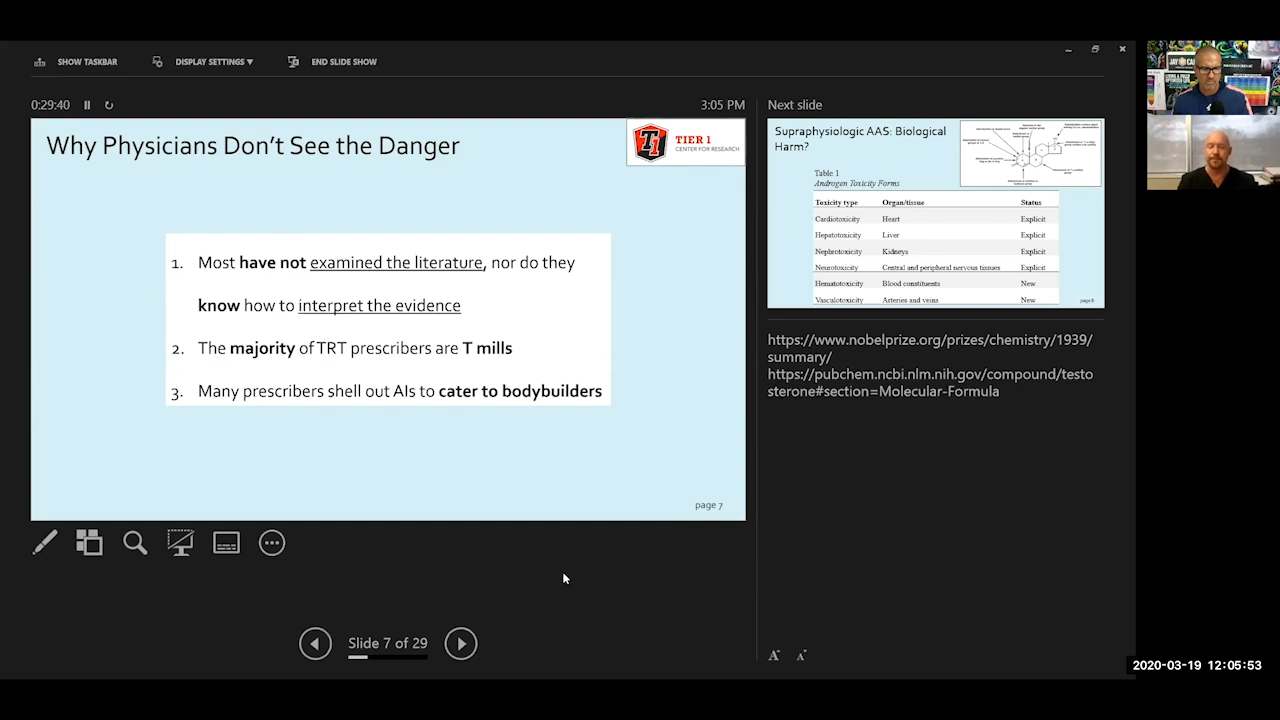 SHOW TASKBAR
DISPLAY SETTINGS ▾
END SLIDE SHOW
0:29:40
3:05 PM
Why Physicians Don't See the Danger
TIER 1
CENTER FOR RESEARCH
1. Most have not examined the literature, nor do they
know how to interpret the evidence
2. The majority of TRT prescribers are T mills
3. Many prescribers shell out AIs to cater to bodybuilders
page 7
Slide 7 of 29
Next slide
Supraphysiologic AAS: Biological
Harm?
Table 1
Androgen Toxicity Forms
Toxicity type Organ/tissue Status
Cardiotoxicity Heart Explicit
Hepatotoxicity Liver Explicit
Nephrotoxicity Kidneys Explicit
Neurotoxicity Central and peripheral nervous tissues Explicit
Hematotoxicity Blood constituents New
Vasculotoxicity Arteries and veins New
page 8
https://www.nobelprize.org/prizes/chemistry/1939/
summary/
https://pubchem.ncbi.nlm.nih.gov/compound/testo
sterone#section=Molecular-Formula
A A
JAY CA
2020-03-19 12:05:53